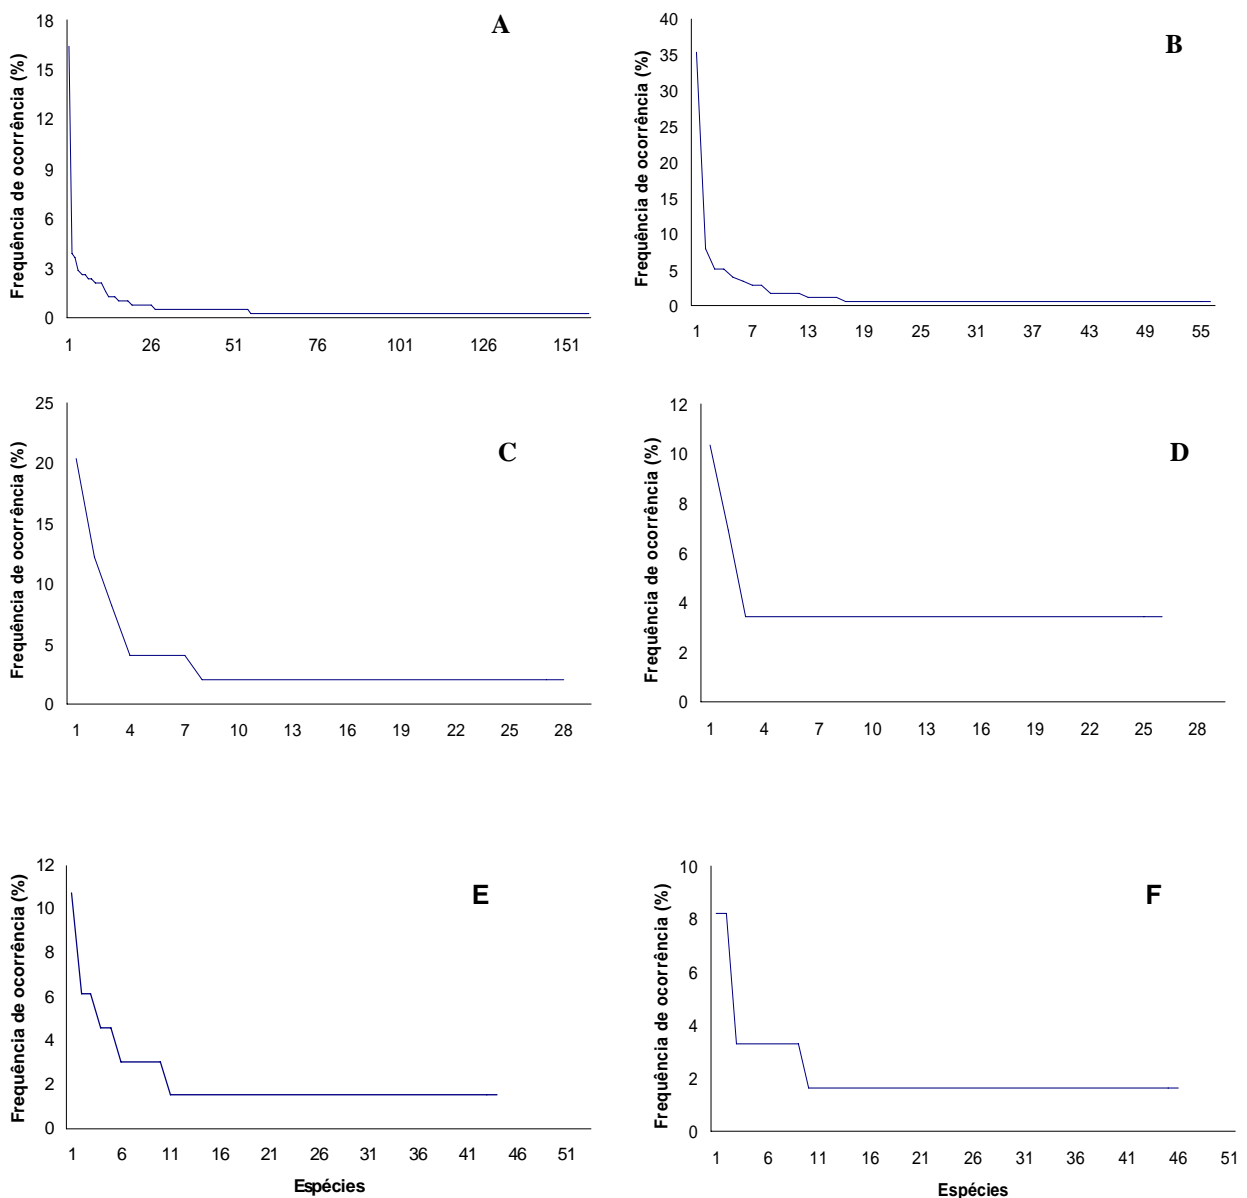 A
Frequência de ocorrência (%)
18
15
12
9
6
3
0
1 26 51 76 101 126 151
B
Frequência de ocorrência (%)
40
35
30
25
20
15
10
5
0
1 7 13 19 25 31 37 43 49 55
C
Frequência de ocorrência (%)
25
20
15
10
5
0
1 4 7 10 13 16 19 22 25 28
D
Frequência de ocorrência (%)
12
10
8
6
4
2
0
1 4 7 10 13 16 19 22 25 28
E
Frequência de ocorrência (%)
12
10
8
6
4
2
0
1 6 11 16 21 26 31 36 41 46 51
Espécies
F
Frequência de ocorrência (%)
10
8
6
4
2
0
1 6 11 16 21 26 31 36 41 46 51
Espécies